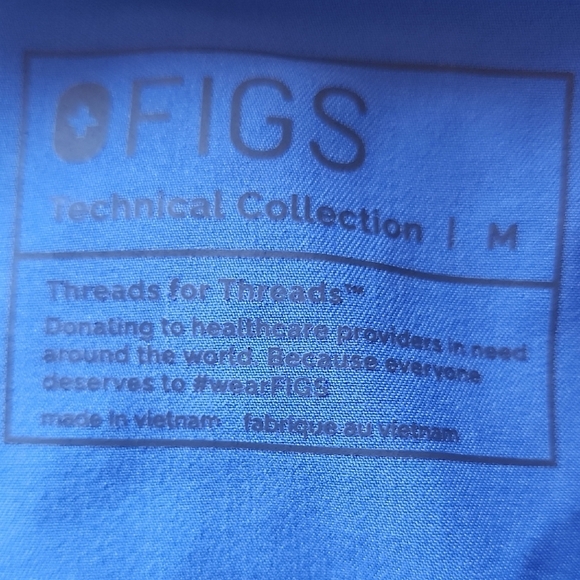 FIGS
Technical Collection | M
Threads for Threads™
Donating to healthcare providers in need
around the world. Because everyone
deserves to #wearFIGS
made in vietnam fabriqué au vietnam